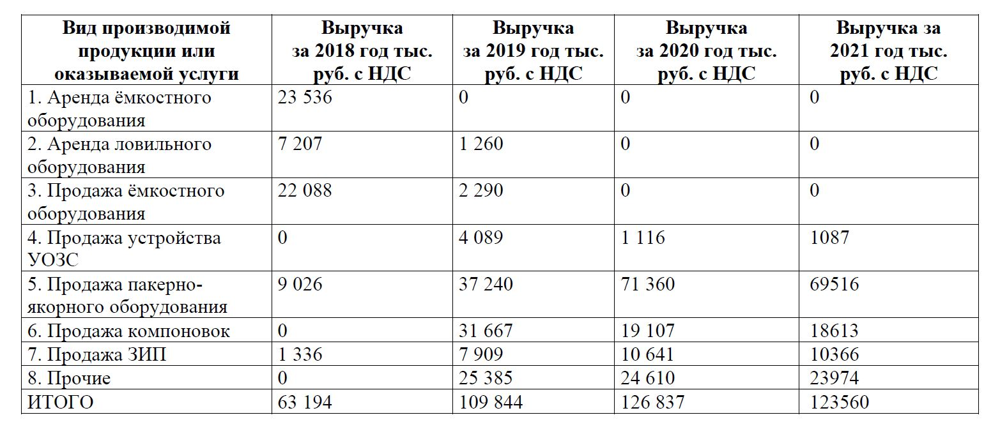 Вид производимой продукции или оказываемой услуги | Выручка за 2018 год тыс. руб. с НДС | Выручка за 2019 год тыс. руб. с НДС | Выручка за 2020 год тыс. руб. с НДС | Выручка за 2021 год тыс. руб. с НДС
1. Аренда ёмкостного оборудования | 23 536 | 0 | 0 | 0
2. Аренда ловильного оборудования | 7 207 | 1 260 | 0 | 0
3. Продажа ёмкостного оборудования | 22 088 | 2 290 | 0 | 0
4. Продажа устройства УОЗС | 0 | 4 089 | 1 116 | 1087
5. Продажа пакерно-якорного оборудования | 9 026 | 37 240 | 71 360 | 69516
6. Продажа компоновок | 0 | 31 667 | 19 107 | 18613
7. Продажа ЗИП | 1 336 | 7 909 | 10 641 | 10366
8. Прочие | 0 | 25 385 | 24 610 | 23974
ИТОГО | 63 194 | 109 844 | 126 837 | 123560